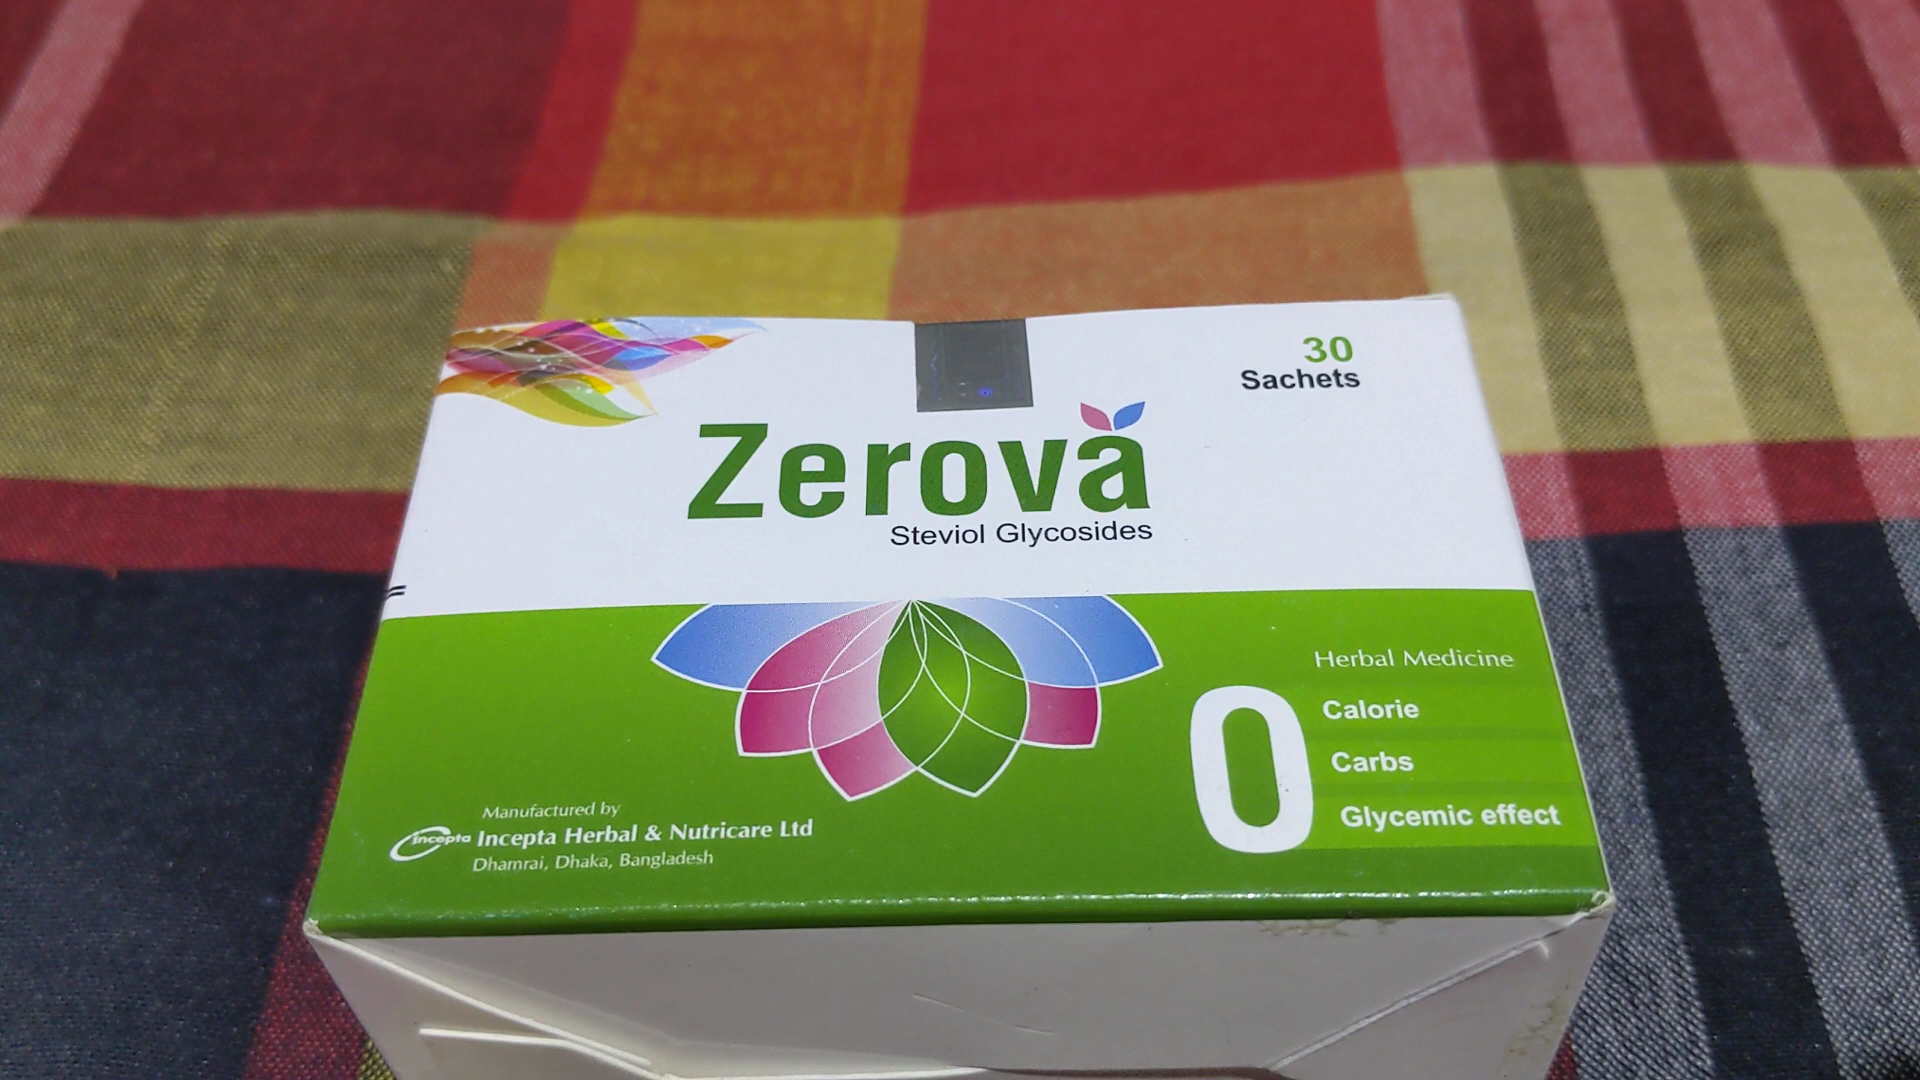 30
Sachets
Zerova
Steviol Glycosides
Herbal Medicine
0
Calorie
Carbs
Glycemic effect
Manufactured by
incepta Incepta Herbal & Nutricare Ltd
Dhamrai, Dhaka, Bangladesh